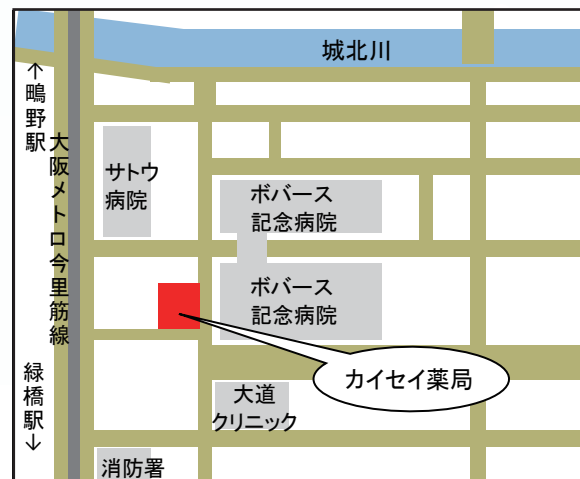 城北川
↑鴫野駅
大阪メトロ今里筋線
緑橋駅↓
サトウ
病院
ボバース
記念病院
ボバース
記念病院
カイセイ薬局
大道
クリニック
消防署